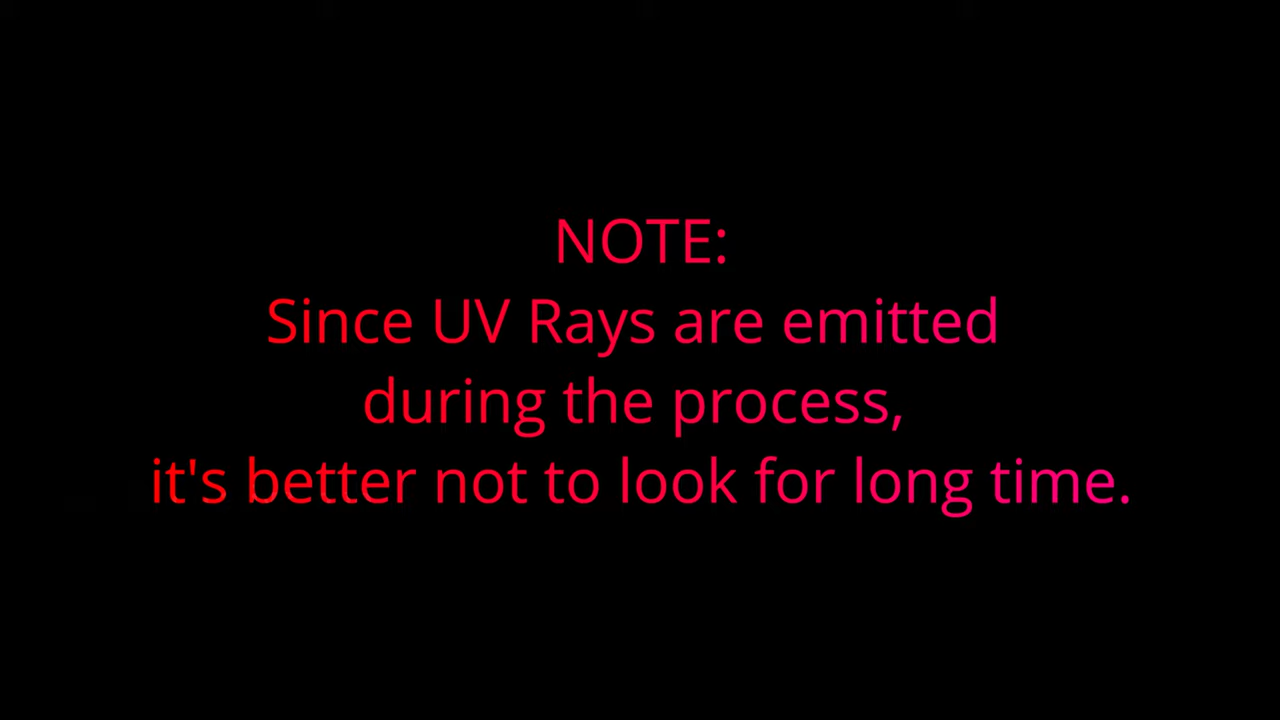 NOTE:
Since UV Rays are emitted
during the process,
it's better not to look for long time.